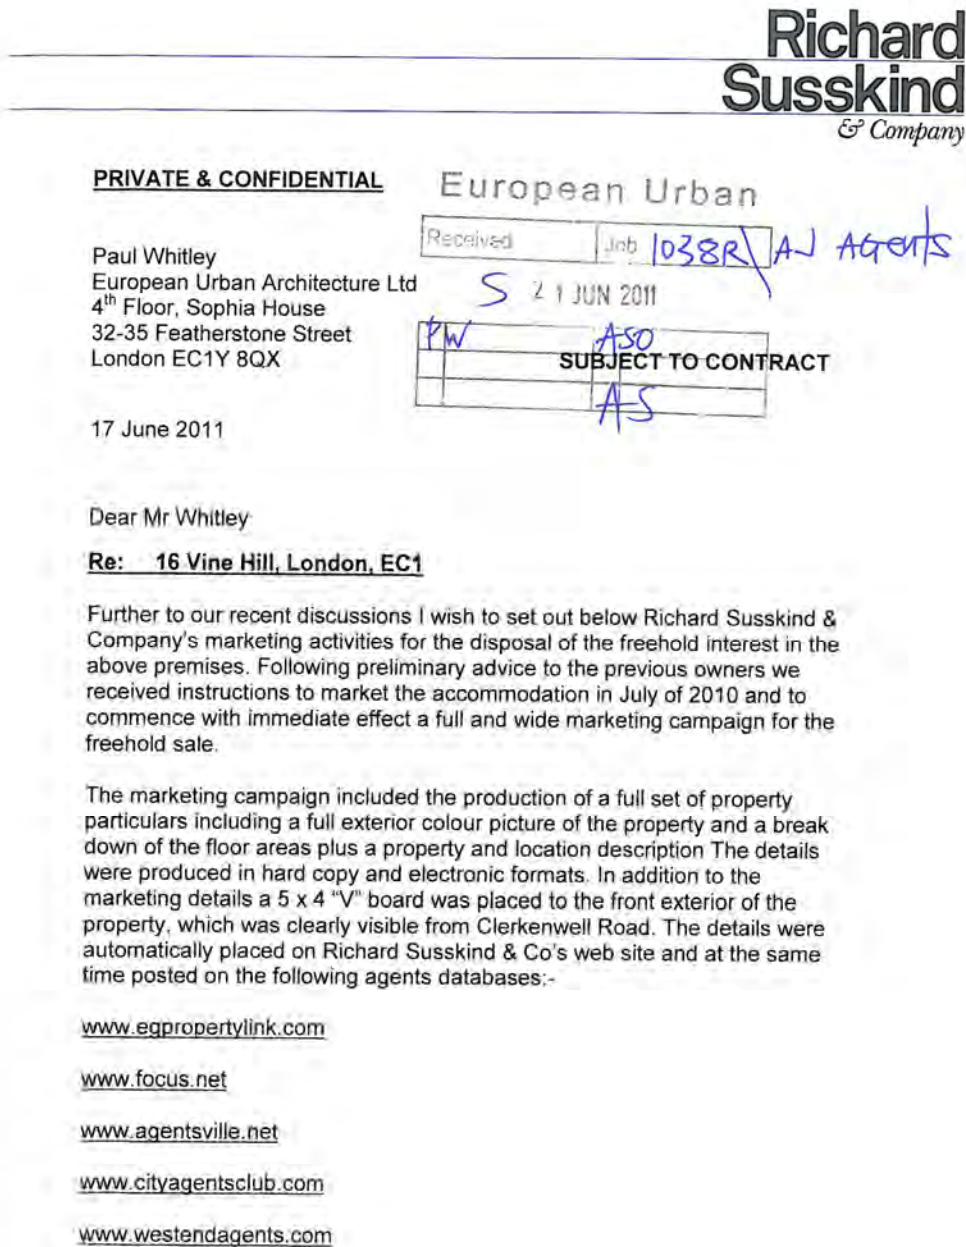 Richard
Susskind
& Company
PRIVATE & CONFIDENTIAL
European Urban
Received Job 1038R\ AJ AGents
Paul Whitley
European Urban Architecture Ltd
4th Floor, Sophia House
32-35 Featherstone Street
London EC1Y 8QX
S 21 JUN 2011
PW ASO
SUBJECT TO CONTRACT
AS
17 June 2011
Dear Mr Whitley
Re: 16 Vine Hill, London, EC1
Further to our recent discussions I wish to set out below Richard Susskind &
Company's marketing activities for the disposal of the freehold interest in the
above premises. Following preliminary advice to the previous owners we
received instructions to market the accommodation in July of 2010 and to
commence with immediate effect a full and wide marketing campaign for the
freehold sale.
The marketing campaign included the production of a full set of property
particulars including a full exterior colour picture of the property and a break
down of the floor areas plus a property and location description The details
were produced in hard copy and electronic formats. In addition to the
marketing details a 5 x 4 "V" board was placed to the front exterior of the
property, which was clearly visible from Clerkenwell Road. The details were
automatically placed on Richard Susskind & Co's web site and at the same
time posted on the following agents databases:-
www.egpropertylink.com
www.focus.net
www.agentsville.net
www.cityagentsclub.com
www.westendagents.com